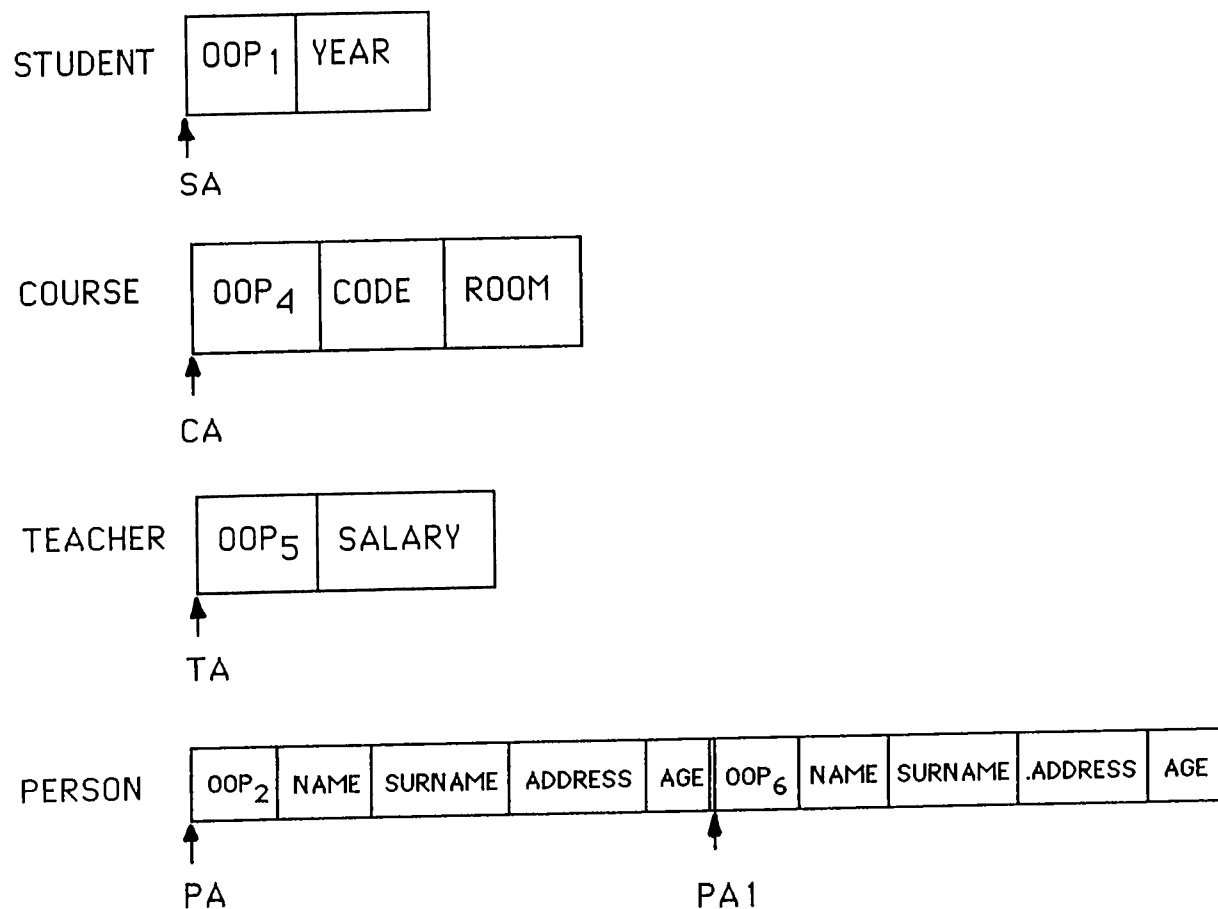 STUDENT OOP1 YEAR
SA
COURSE OOP4 CODE ROOM
CA
TEACHER OOP5 SALARY
TA
PERSON OOP2 NAME SURNAME ADDRESS AGE OOP6 NAME SURNAME .ADDRESS AGE
PA PA1